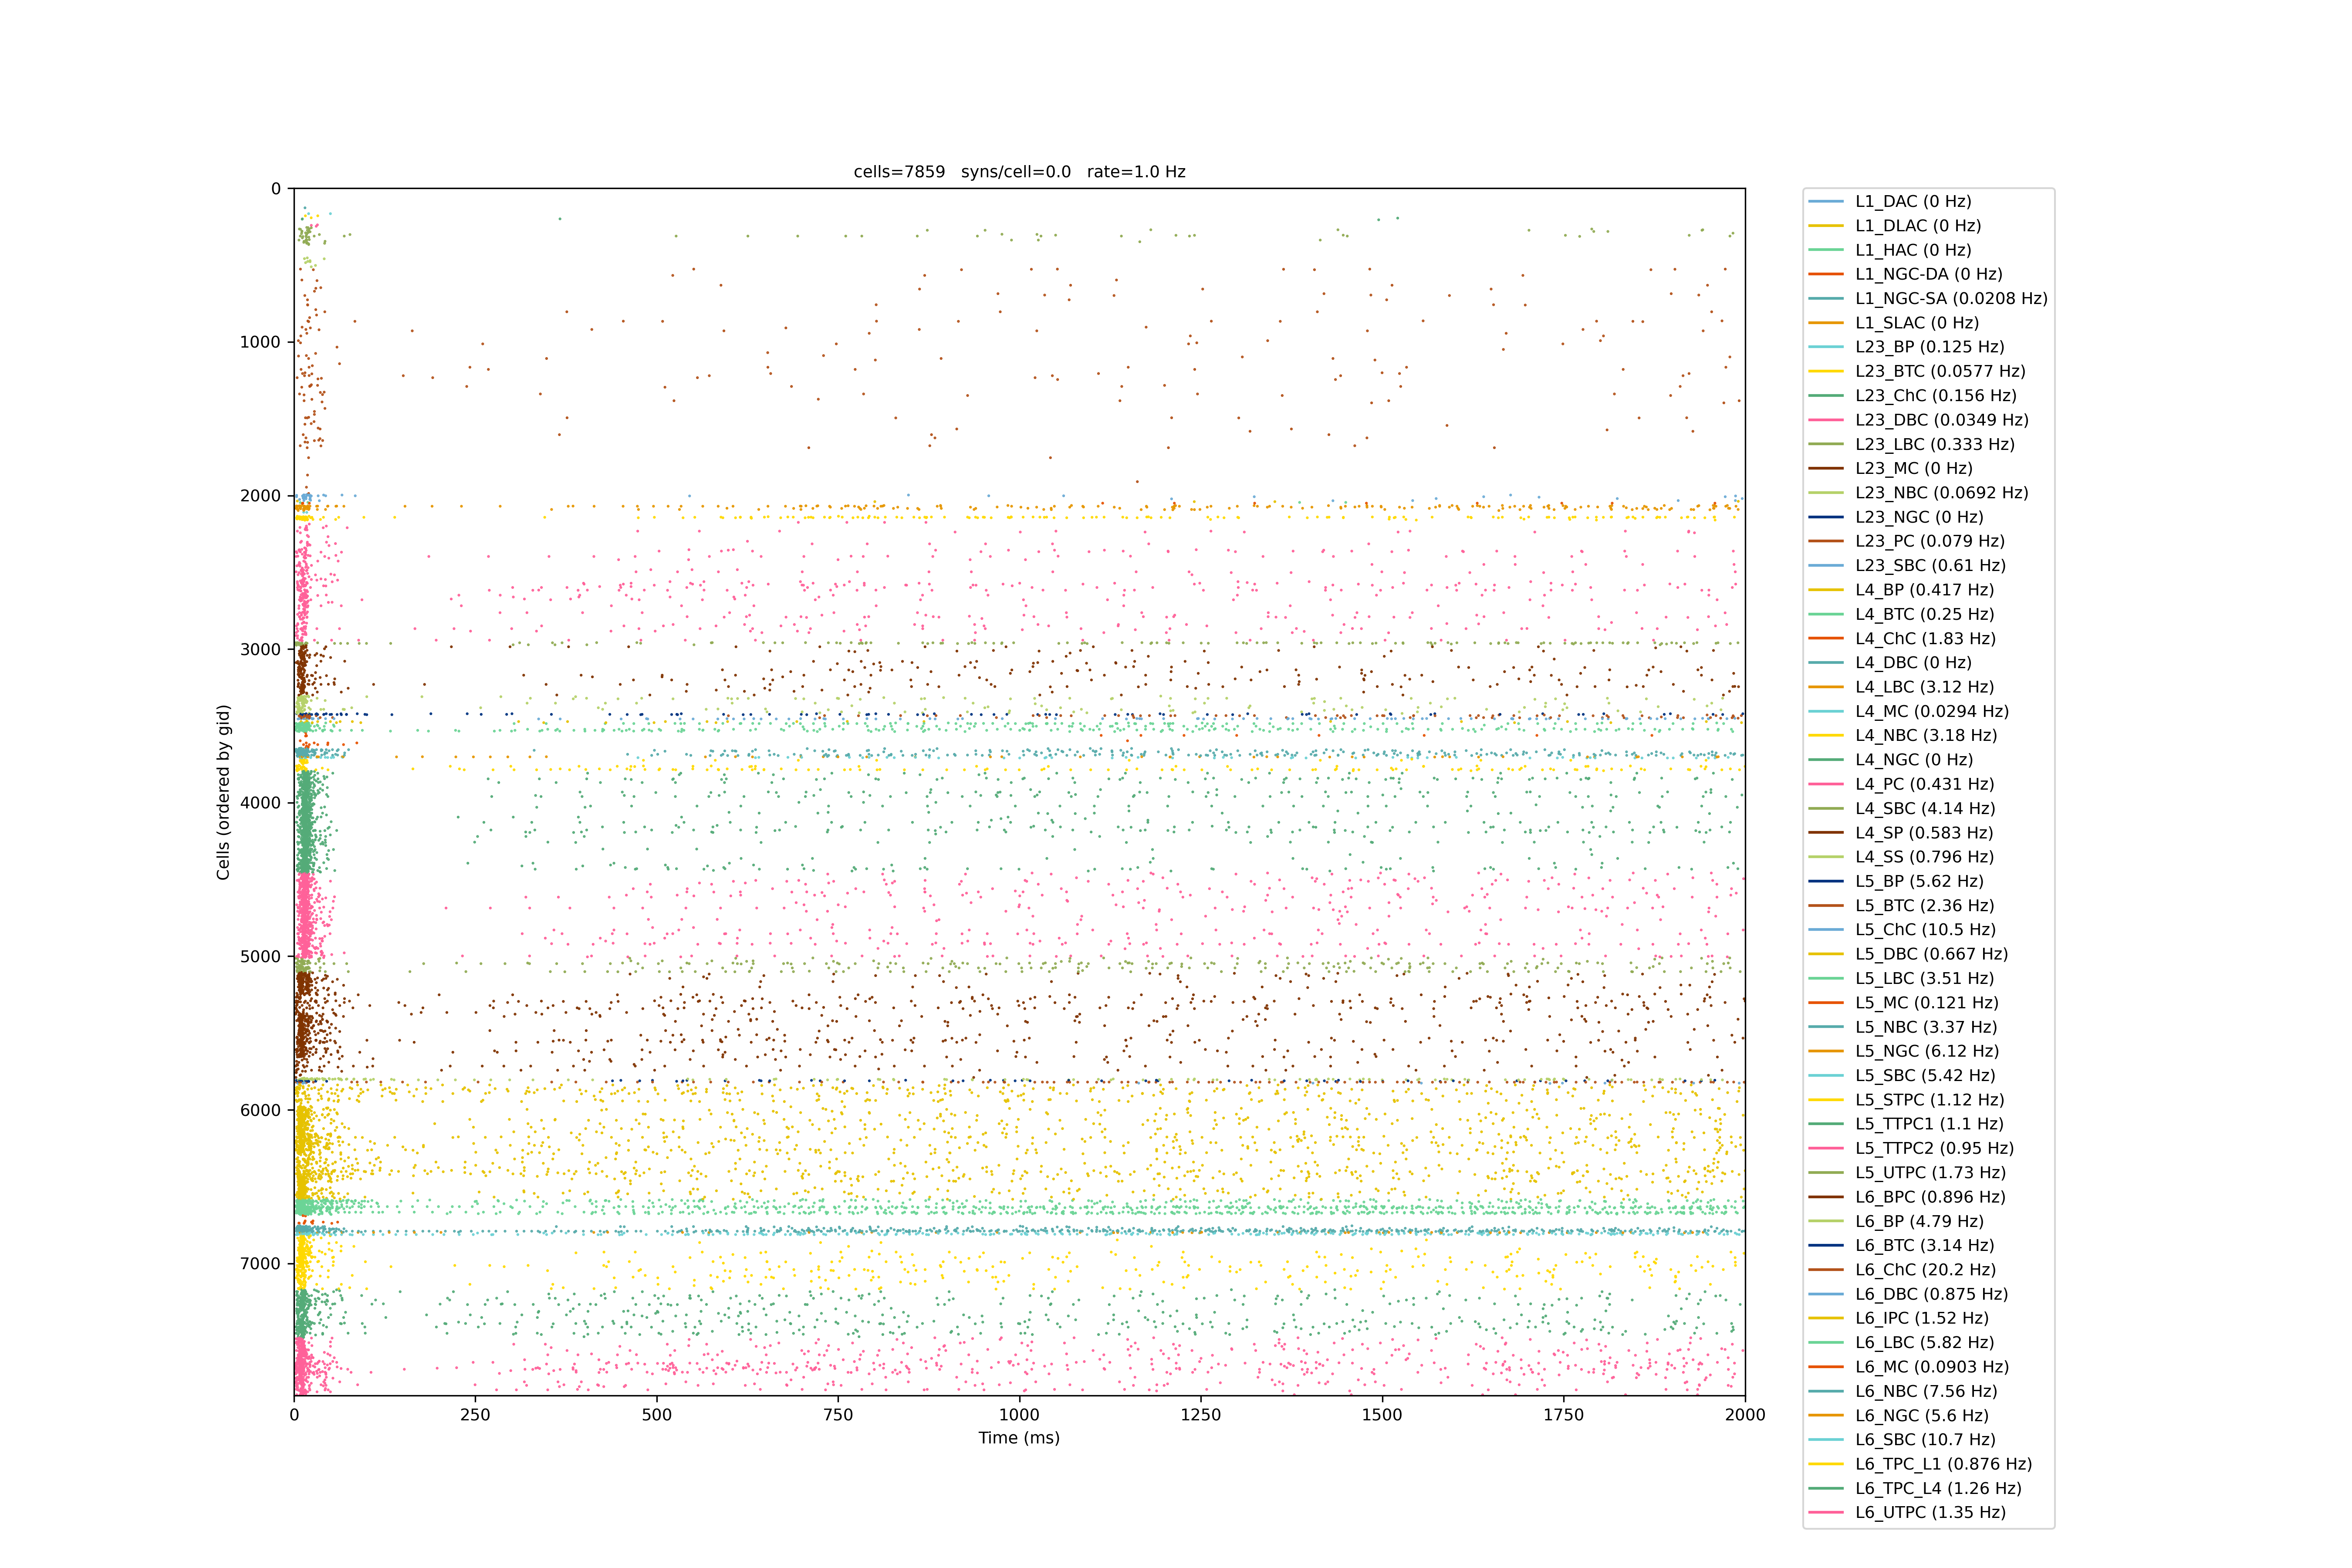 cells=7859   syns/cell=0.0   rate=1.0 Hz
0
1000
2000
3000
4000
5000
6000
7000
Cells (ordered by gid)
0 250 500 750 1000 1250 1500 1750 2000
Time (ms)
L1_DAC (0 Hz)
L1_DLAC (0 Hz)
L1_HAC (0 Hz)
L1_NGC-DA (0 Hz)
L1_NGC-SA (0.0208 Hz)
L1_SLAC (0 Hz)
L23_BP (0.125 Hz)
L23_BTC (0.0577 Hz)
L23_ChC (0.156 Hz)
L23_DBC (0.0349 Hz)
L23_LBC (0.333 Hz)
L23_MC (0 Hz)
L23_NBC (0.0692 Hz)
L23_NGC (0 Hz)
L23_PC (0.079 Hz)
L23_SBC (0.61 Hz)
L4_BP (0.417 Hz)
L4_BTC (0.25 Hz)
L4_ChC (1.83 Hz)
L4_DBC (0 Hz)
L4_LBC (3.12 Hz)
L4_MC (0.0294 Hz)
L4_NBC (3.18 Hz)
L4_NGC (0 Hz)
L4_PC (0.431 Hz)
L4_SBC (4.14 Hz)
L4_SP (0.583 Hz)
L4_SS (0.796 Hz)
L5_BP (5.62 Hz)
L5_BTC (2.36 Hz)
L5_ChC (10.5 Hz)
L5_DBC (0.667 Hz)
L5_LBC (3.51 Hz)
L5_MC (0.121 Hz)
L5_NBC (3.37 Hz)
L5_NGC (6.12 Hz)
L5_SBC (5.42 Hz)
L5_STPC (1.12 Hz)
L5_TTPC1 (1.1 Hz)
L5_TTPC2 (0.95 Hz)
L5_UTPC (1.73 Hz)
L6_BPC (0.896 Hz)
L6_BP (4.79 Hz)
L6_BTC (3.14 Hz)
L6_ChC (20.2 Hz)
L6_DBC (0.875 Hz)
L6_IPC (1.52 Hz)
L6_LBC (5.82 Hz)
L6_MC (0.0903 Hz)
L6_NBC (7.56 Hz)
L6_NGC (5.6 Hz)
L6_SBC (10.7 Hz)
L6_TPC_L1 (0.876 Hz)
L6_TPC_L4 (1.26 Hz)
L6_UTPC (1.35 Hz)